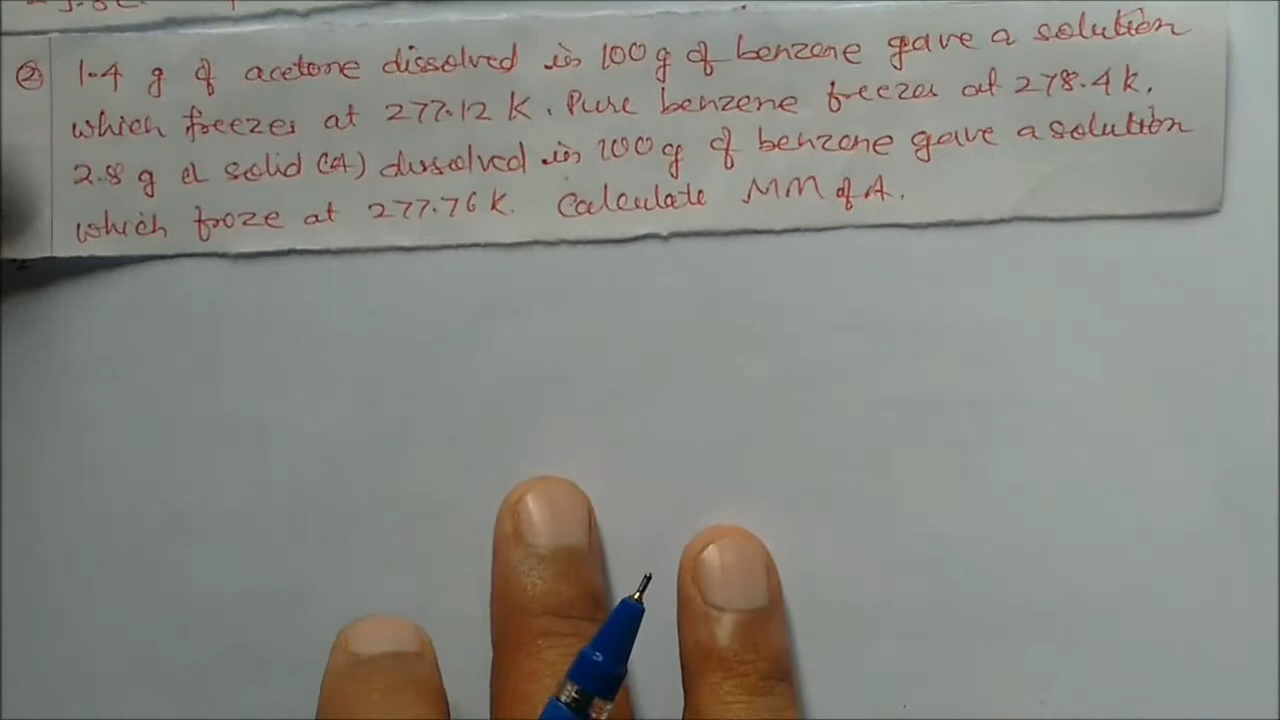 ② 1.4 g of acetone dissolved in 100g of benzene gave a solution
which freezes at 277.12 K. Pure benzene freezes at 278.4 K.
2.8 g of solid (A) dissolved in 100g of benzene gave a solution
which froze at 277.76 K. Calculate MM of A.